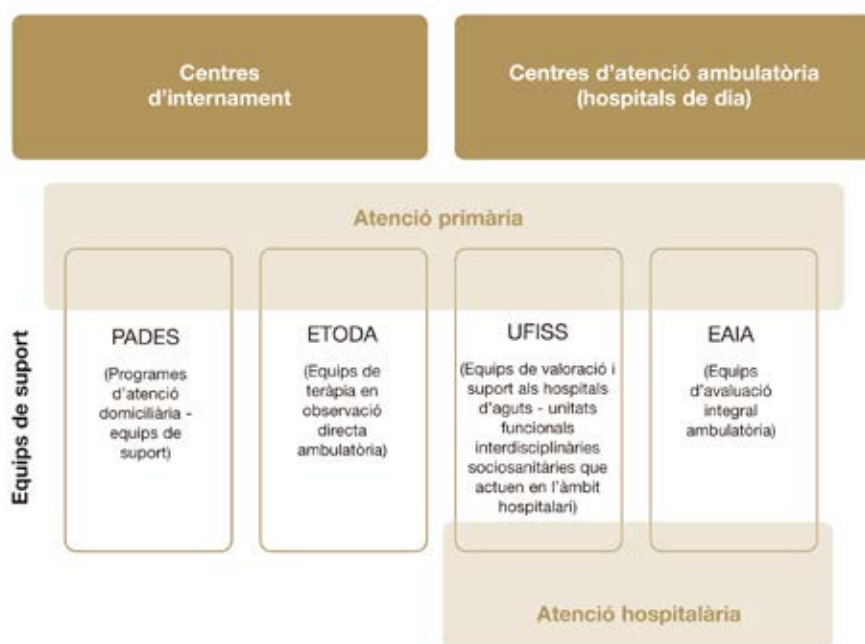 Centres
d'internament
Centres d'atenció ambulatòria
(hospitals de dia)
Atenció primària
Equips de suport
PADES
(Programes
d'atenció
domiciliària -
equips de
suport)
ETODA
(Equips de
teràpia en
observació
directa
ambulatòria)
UFISS
(Equips de valoració i
suport als hospitals
d'aguts - unitats
funcionals
interdisciplinàries
sociosanitàries que
actuen en l'àmbit
hospitalari)
EAIA
(Equips
d'avaluació
integral
ambulatòria)
Atenció hospitalària